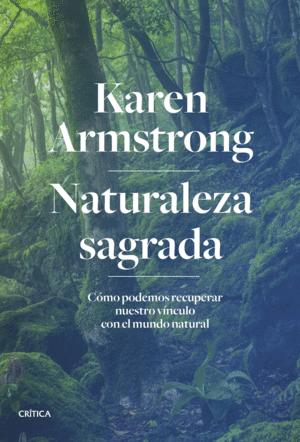 Karen
Armstrong
Naturaleza
sagrada
Cómo podemos recuperar
nuestro vínculo
con el mundo natural
CRÍTICA